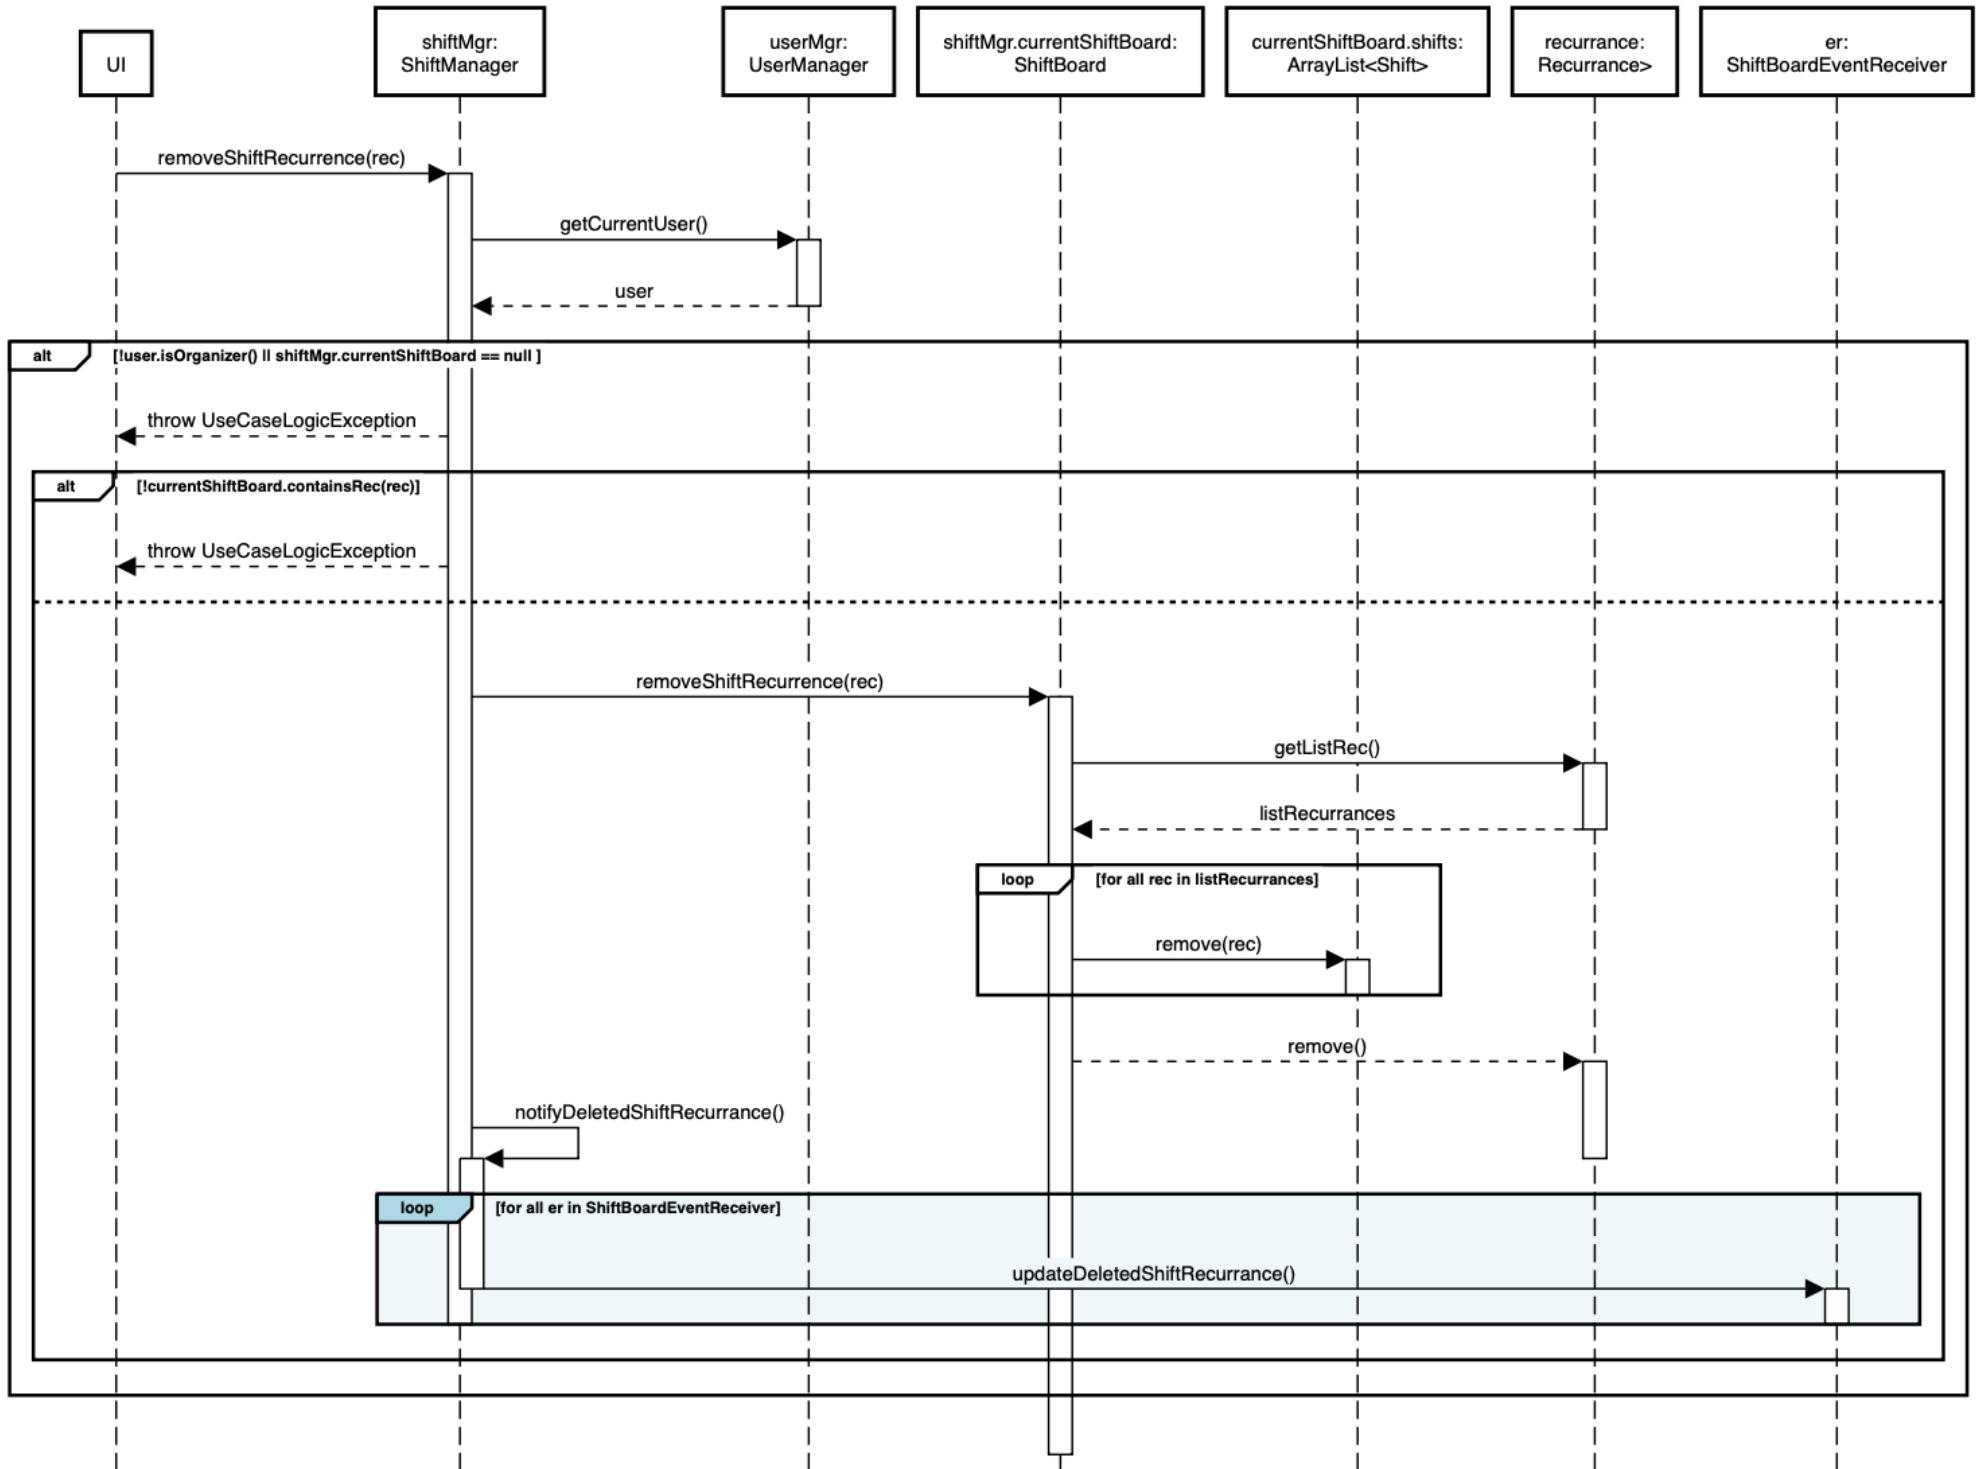 UI
shiftMgr:
ShiftManager
userMgr:
UserManager
shiftMgr.currentShiftBoard:
ShiftBoard
currentShiftBoard.shifts:
ArrayList<Shift>
recurrance:
Recurrance>
er:
ShiftBoardEventReceiver
removeShiftRecurrence(rec)
getCurrentUser()
user
alt
[!user.isOrganizer() || shiftMgr.currentShiftBoard == null ]
throw UseCaseLogicException
alt
[!currentShiftBoard.containsRec(rec)]
throw UseCaseLogicException
removeShiftRecurrence(rec)
getListRec()
listRecurrances
loop
[for all rec in listRecurrances]
remove(rec)
remove()
notifyDeletedShiftRecurrance()
loop
[for all er in ShiftBoardEventReceiver]
updateDeletedShiftRecurrance()